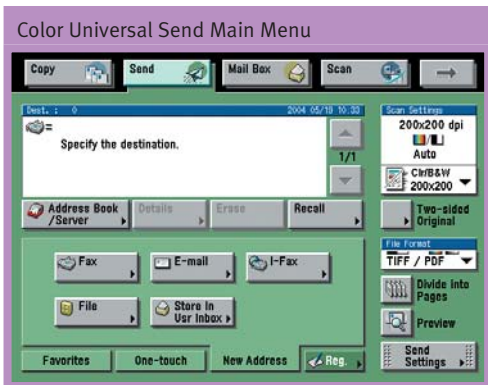 Color Universal Send Main Menu
Copy
Send
Mail Box
Scan
Dest. : 0
2004 05/19 10:33
Specify the destination.
1/1
Address Book
/Server
Details
Erase
Recall
Fax
E-mail
I-Fax
File
Store In
Usr Inbox
Favorites
One-touch
New Address
Reg.
Scan Settings
200x200 dpi
Auto
Clr/B&W
200x200
Two-sided
Original
File Format
TIFF / PDF
Divide into
Pages
Preview
Send
Settings